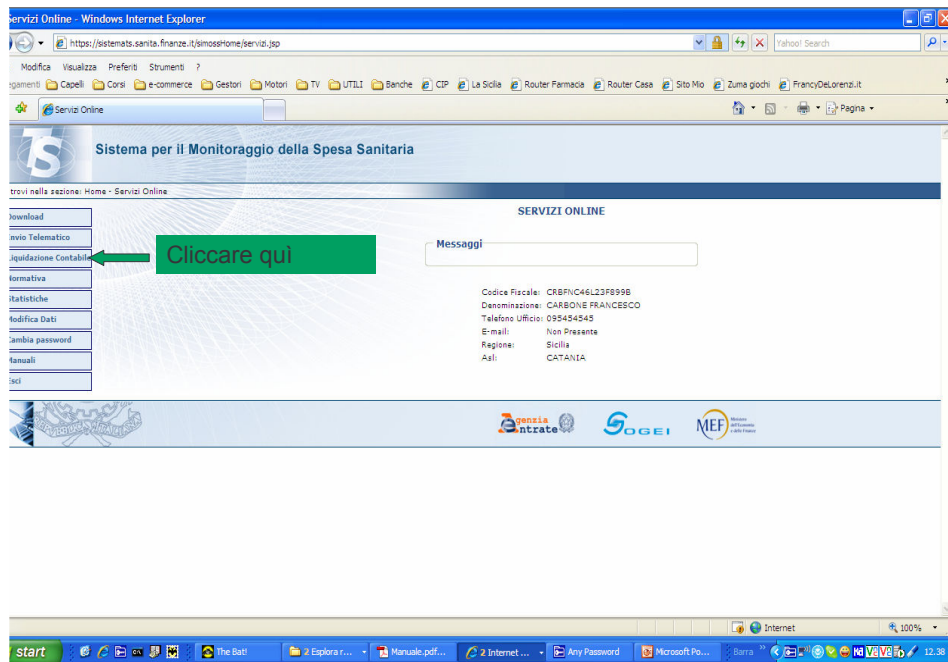 Servizi Online - Windows Internet Explorer
https://sistemats.sanita.finanze.it/simossHome/servizi.jsp
Yahoo! Search
Modifica Visualizza Preferiti Strumenti ?
Capelli Corsi e-commerce Gestori Motori TV UTILI Banche CIP La Sicilia Router Farmacia Router Casa Sito Mio Zuma giochi FrancyDeLorenzi.it
Servizi Online
Pagina
TS
Sistema per il Monitoraggio della Spesa Sanitaria
trovi nella sezione: Home - Servizi Online
Download
Envio Telematico
Liquidazione Contabile
Normativa
Statistiche
Modifica Dati
Cambia password
Manuali
Esci
Cliccare quì
SERVIZI ONLINE
Messaggi
Codice Fiscale: CRBFNC46L23F899B
Denominazione: CARBONE FRANCESCO
Telefono Ufficio: 095454545
E-mail: Non Presente
Regione: Sicilia
Asl: CATANIA
Agenzia Entrate
SOGEI
MEF
Internet
100%
start
The Bat!
2 Esplora r...
Manuale.pdf...
2 Internet ...
Any Password
Microsoft Po...
Barra
12.38